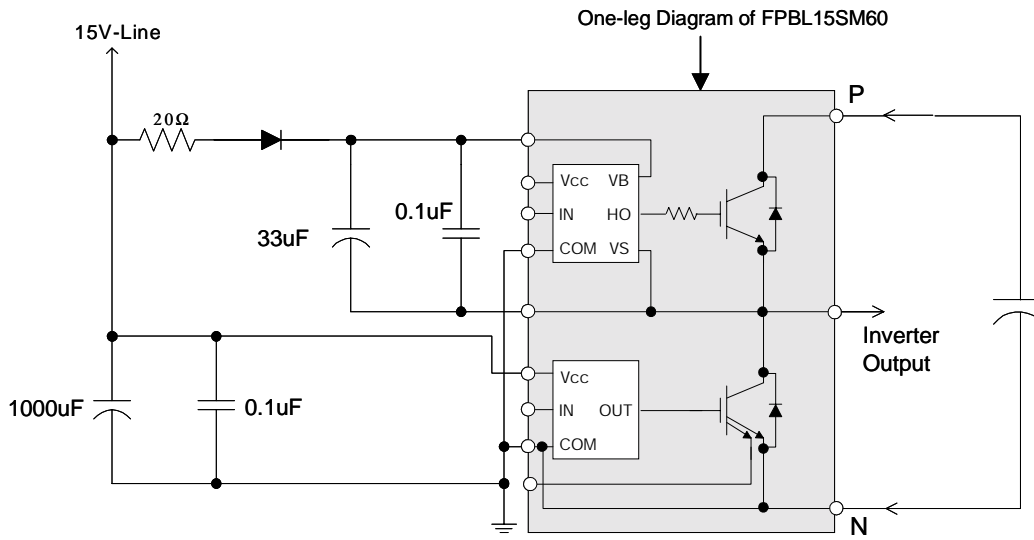 One-leg Diagram of FPBL15SM60
15V-Line
P
20Ω
Vcc VB
0.1uF
IN HO
33uF
COM VS
Inverter
Output
Vcc
1000uF
0.1uF
IN OUT
COM
N